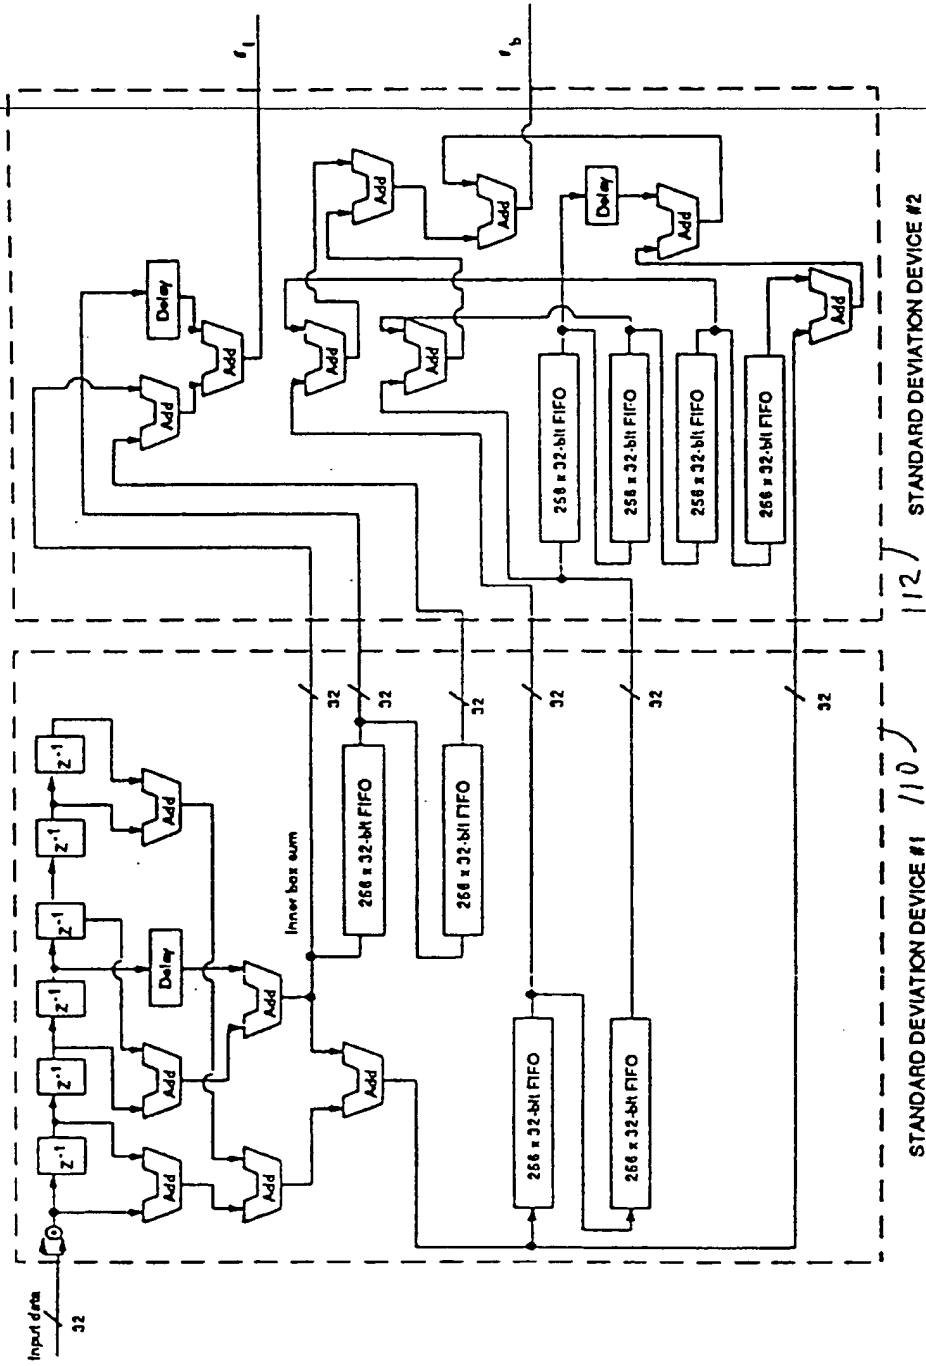 Input data
32
Z⁻¹
Z⁻¹
Z⁻¹
Z⁻¹
Z⁻¹
Z⁻¹
Add
Add
Delay
Add
Add
Add
Add
Inner box sum
32
256 x 32-bit FIFO
32
256 x 32-bit FIFO
32
256 x 32-bit FIFO
32
256 x 32-bit FIFO
32
32
STANDARD DEVIATION DEVICE #1
110
Delay
Add
Add
Add
Add
Add
Add
256 x 32-bit FIFO
Delay
256 x 32-bit FIFO
Add
256 x 32-bit FIFO
256 x 32-bit FIFO
Add
STANDARD DEVIATION DEVICE #2
112